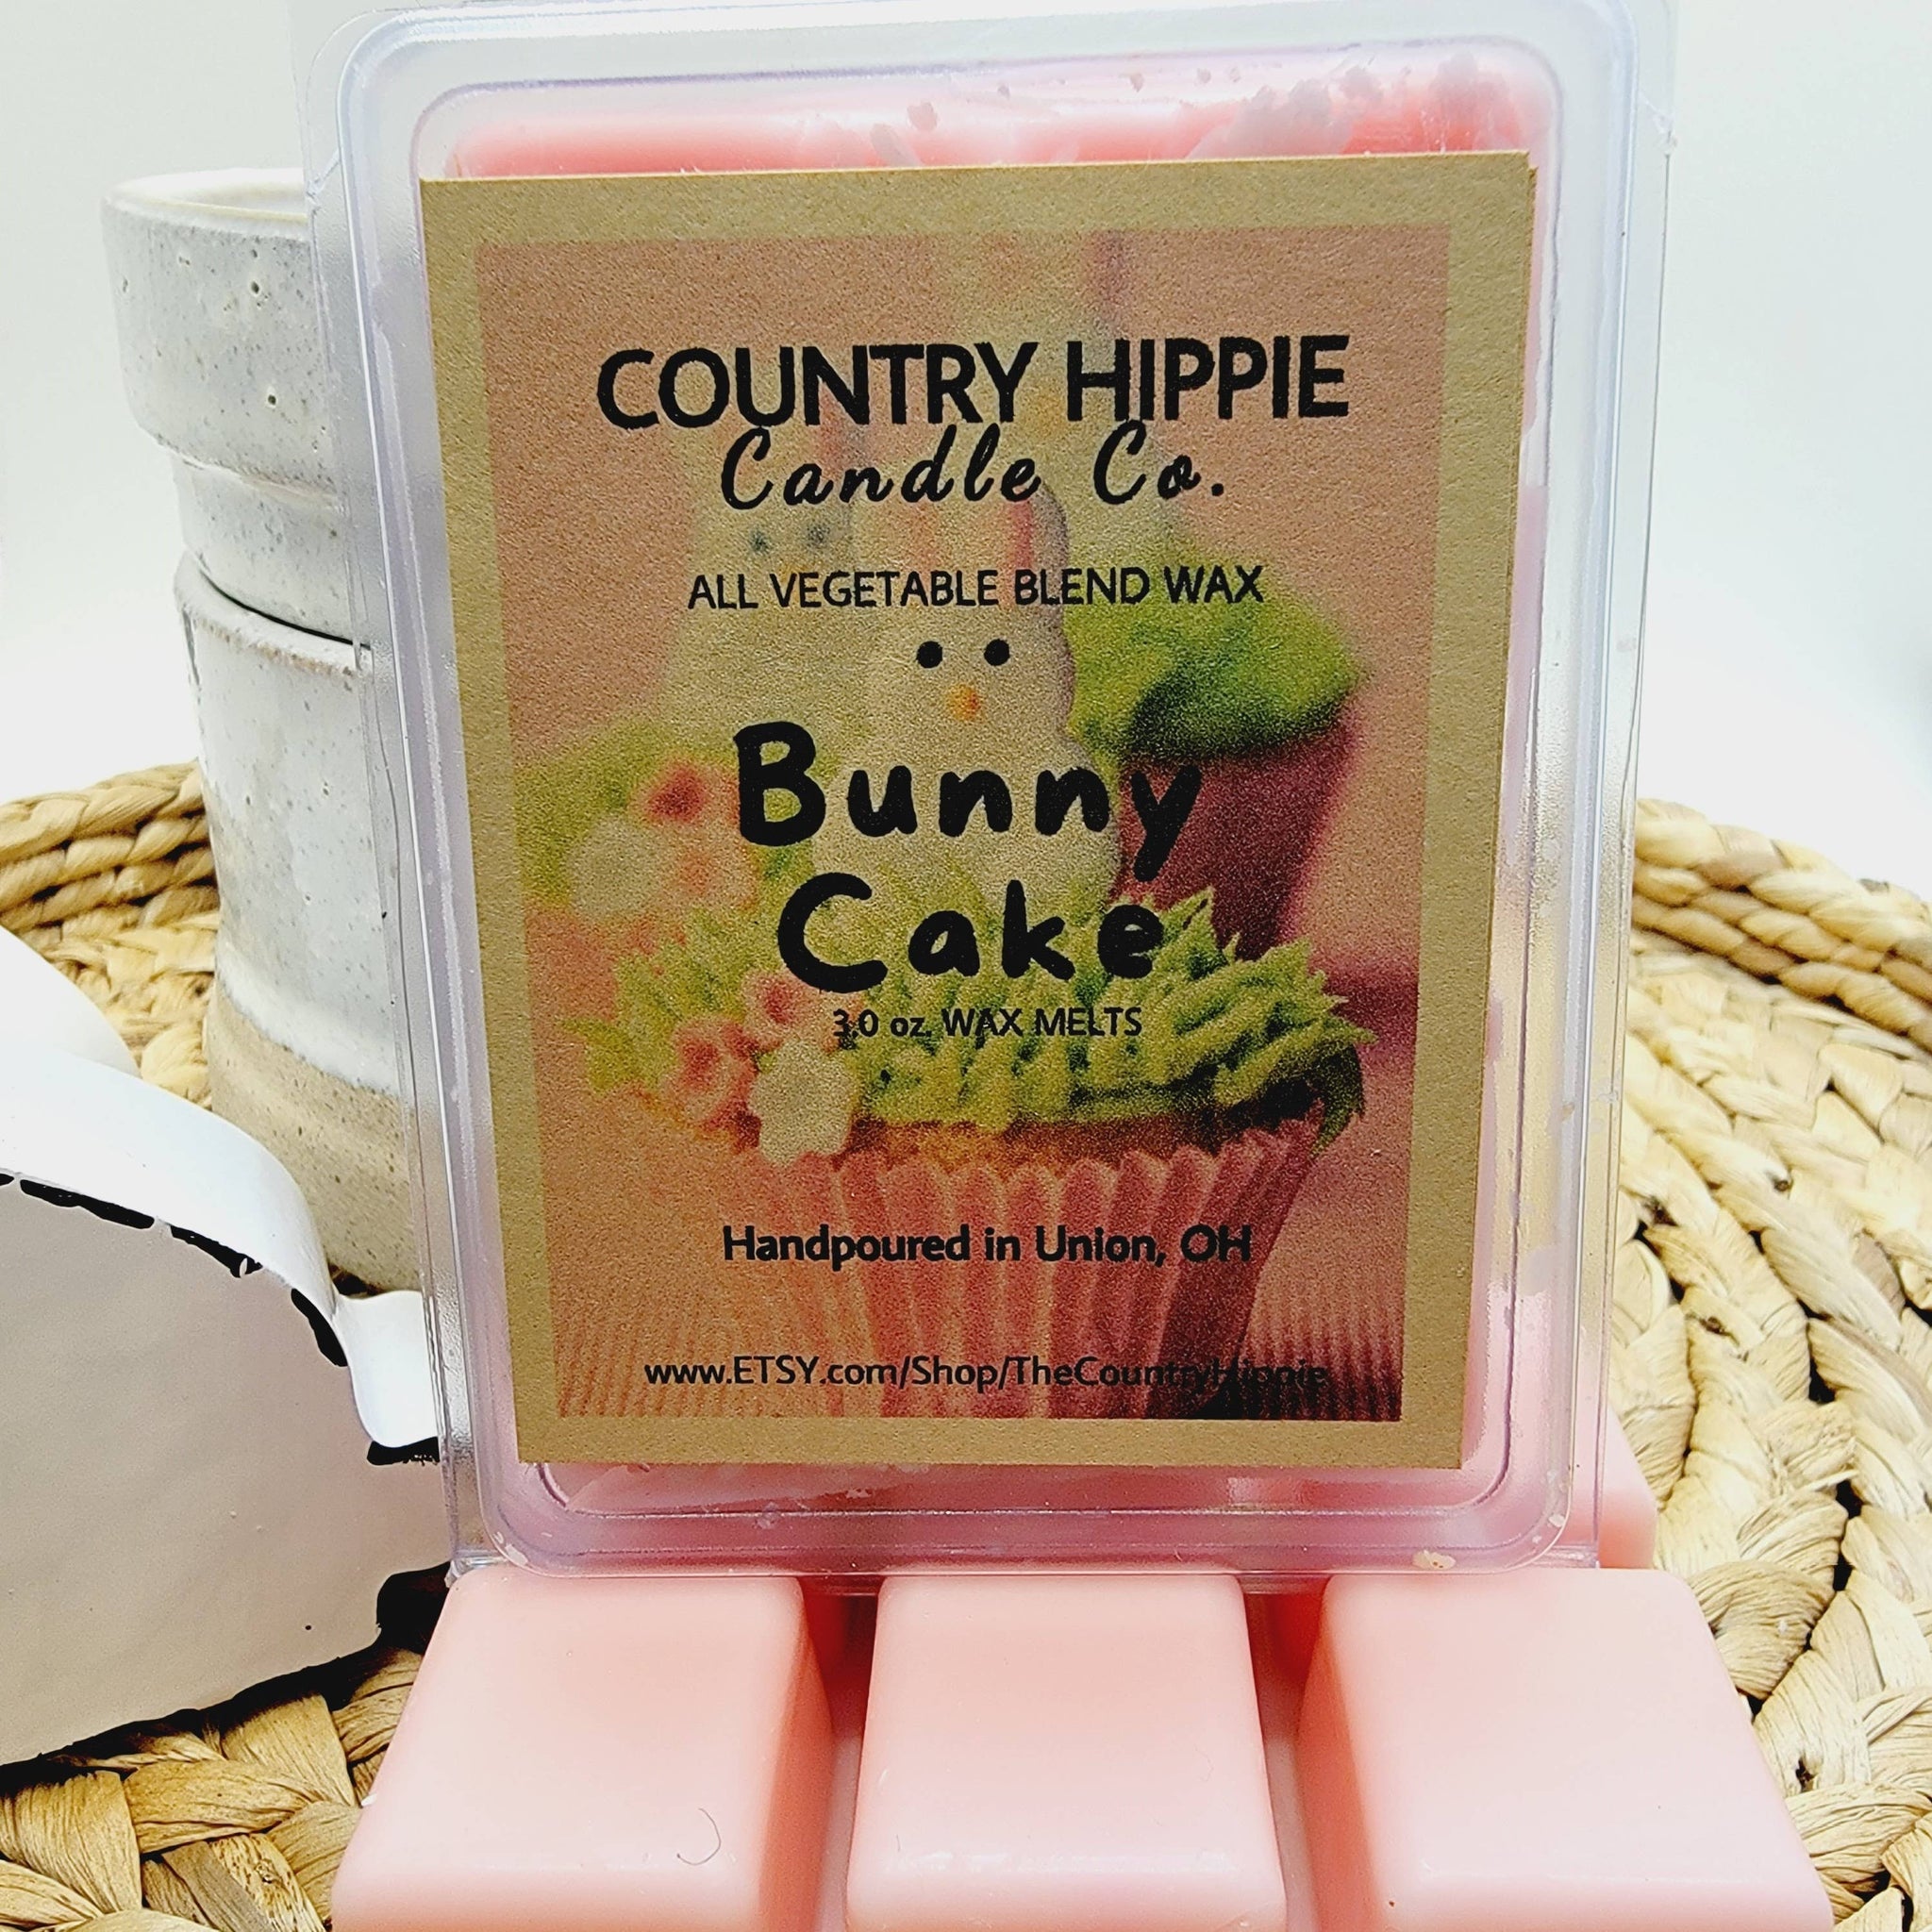 COUNTRY HIPPIE
Candle Co.
ALL VEGETABLE BLEND WAX
Bunny
Cake
3.0 oz. WAX MELTS
Handpoured in Union, OH
www.ETSY.com/Shop/TheCountryHippie